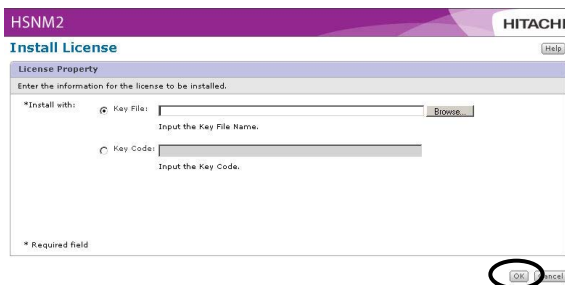 HSNM2
HITACHI
Install License
Help
License Property
Enter the information for the license to be installed.
*Install with:
Key File:
Browse...
Input the Key File Name.
Key Code:
Input the Key Code.
* Required field
OK
Cancel